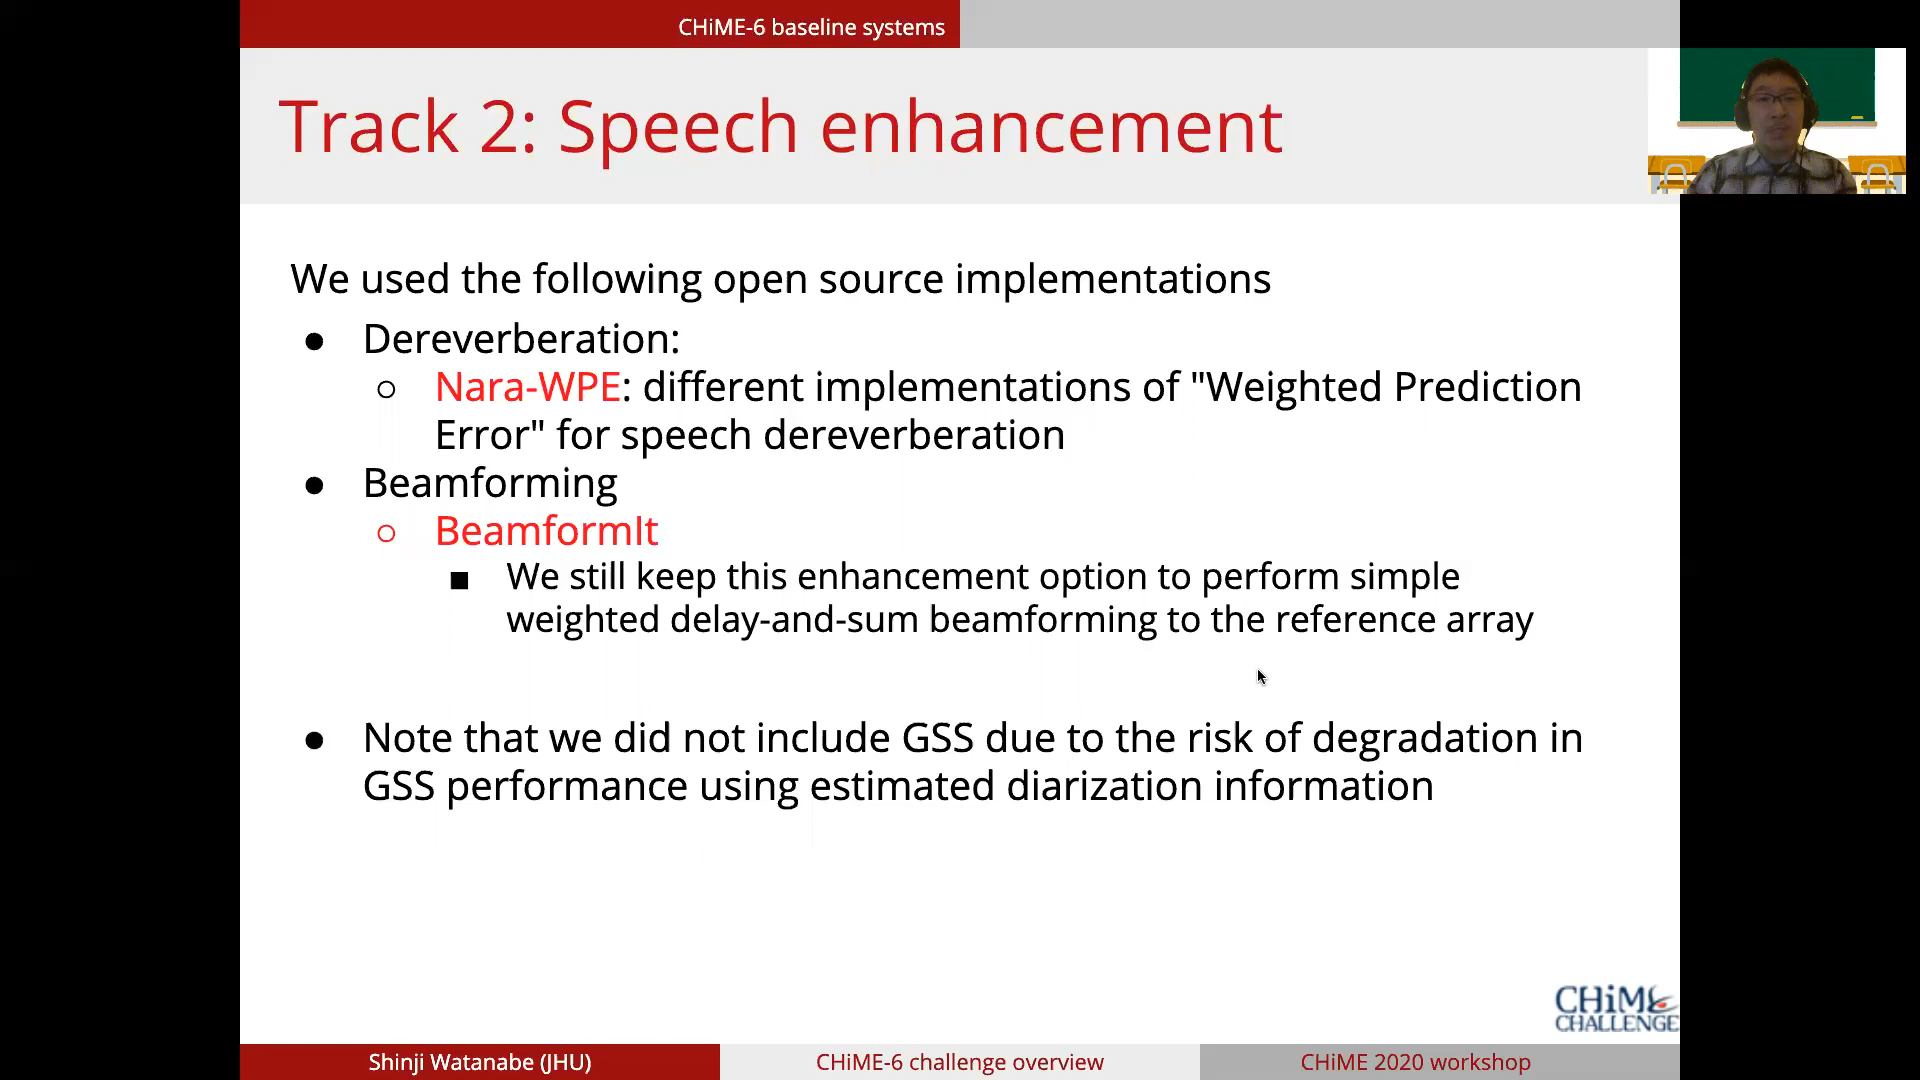 CHiME-6 baseline systems
Track 2: Speech enhancement
We used the following open source implementations
● Dereverberation:
○ Nara-WPE: different implementations of "Weighted Prediction
Error" for speech dereverberation
● Beamforming
○ BeamformIt
■ We still keep this enhancement option to perform simple
weighted delay-and-sum beamforming to the reference array
● Note that we did not include GSS due to the risk of degradation in
GSS performance using estimated diarization information
CHiME
CHALLENGE
Shinji Watanabe (JHU)
CHiME-6 challenge overview
CHiME 2020 workshop